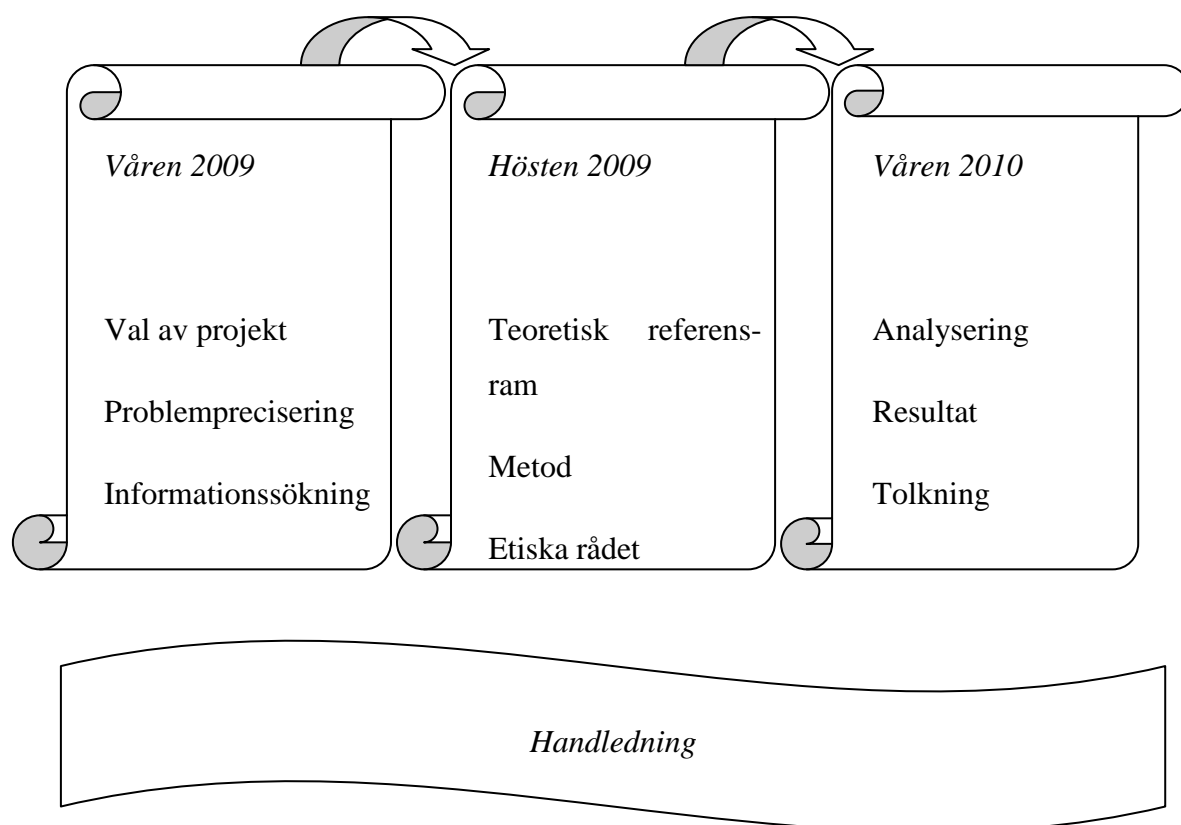 Våren 2009
Val av projekt
Problemprecisering
Informationssökning
Hösten 2009
Teoretisk referens-
ram
Metod
Etiska rådet
Våren 2010
Analysering
Resultat
Tolkning
Handledning